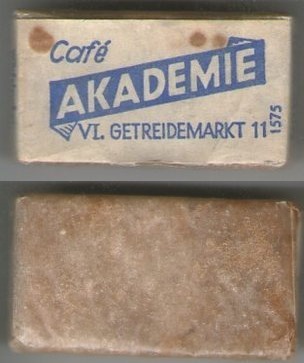 Café
AKADEMIE
VI. GETREIDEMARKT 11
1575